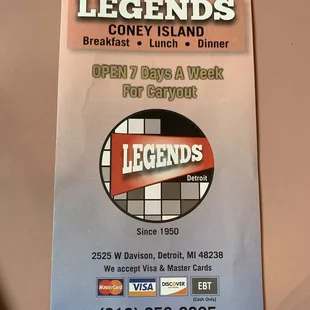 LEGENDS
CONEY ISLAND
Breakfast • Lunch • Dinner
OPEN 7 Days A Week
For Caryout
LEGENDS
Detroit
Since 1950
2525 W Davison, Detroit, MI 48238
We accept Visa & Master Cards
MasterCard VISA DISCOVER EBT
(Cash Only)